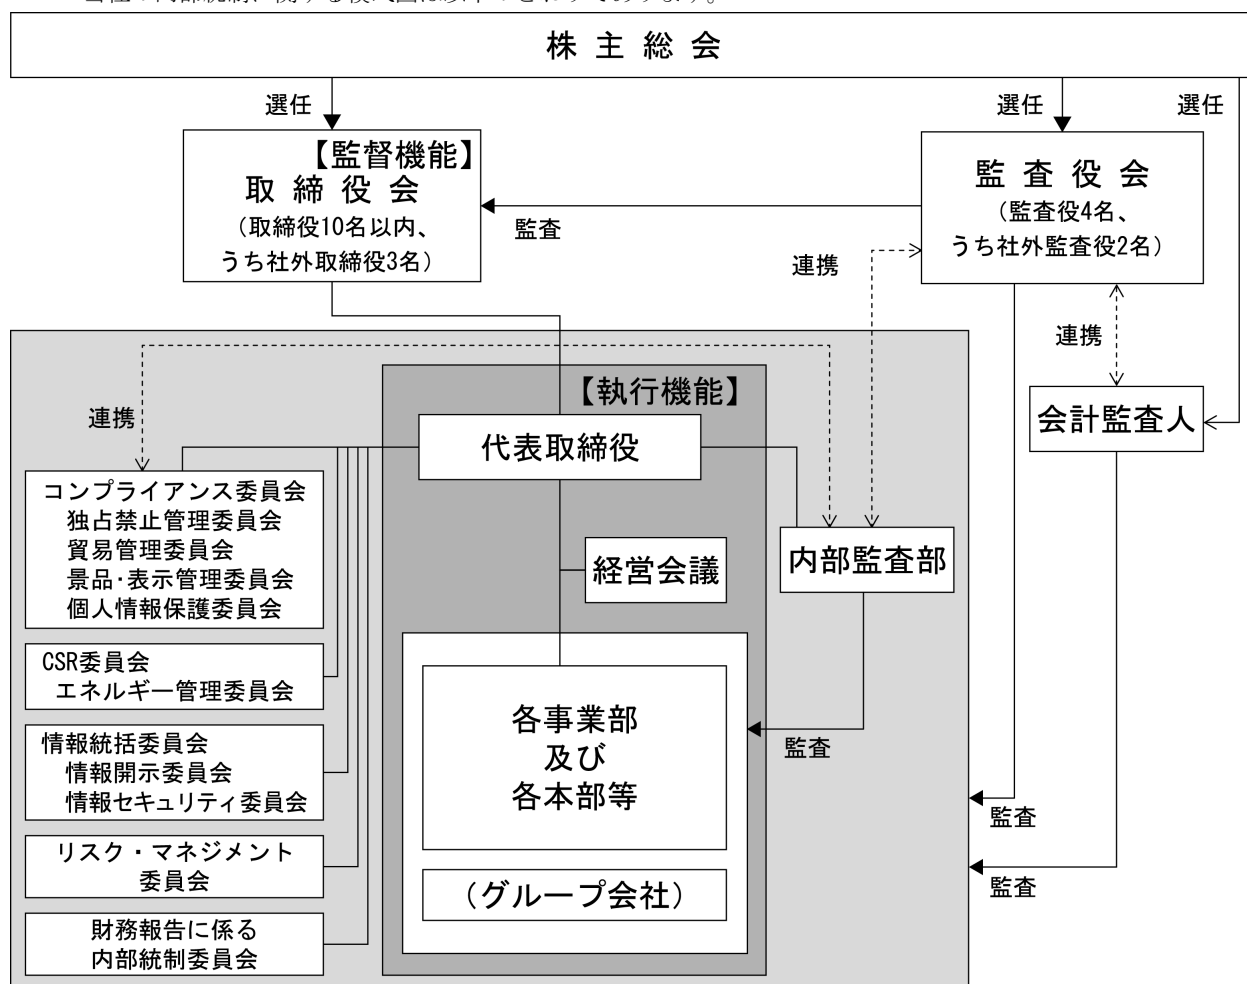 株主総会
選任
選任
選任
【監督機能】
取締役会
（取締役10名以内、
うち社外取締役3名）
監査役会
（監査役4名、
うち社外監査役2名）
監査
連携
連携
連携
会計監査人
【執行機能】
代表取締役
コンプライアンス委員会
独占禁止管理委員会
貿易管理委員会
景品・表示管理委員会
個人情報保護委員会
経営会議
内部監査部
CSR委員会
エネルギー管理委員会
各事業部
及び
各本部等
監査
情報統括委員会
情報開示委員会
情報セキュリティ委員会
監査
リスク・マネジメント
委員会
（グループ会社）
監査
財務報告に係る
内部統制委員会